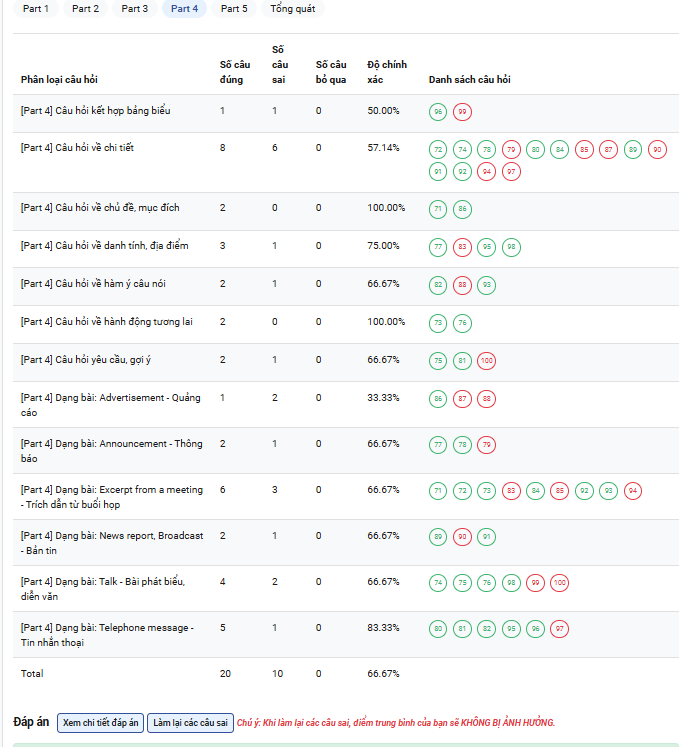 Part 1 Part 2 Part 3 Part 4 Part 5 Tổng quát
Phân loại câu hỏi Số câu đúng Số câu sai Số câu bỏ qua Độ chính xác Danh sách câu hỏi
[Part 4] Câu hỏi kết hợp bảng biểu 1 1 0 50.00% 96 99
[Part 4] Câu hỏi về chi tiết 8 6 0 57.14% 72 74 78 79 80 84 85 87 89 90
91 92 94 97
[Part 4] Câu hỏi về chủ đề, mục đích 2 0 0 100.00% 71 86
[Part 4] Câu hỏi về danh tính, địa điểm 3 1 0 75.00% 77 83 95 98
[Part 4] Câu hỏi về hàm ý câu nói 2 1 0 66.67% 82 88 93
[Part 4] Câu hỏi về hành động tương lai 2 0 0 100.00% 73 76
[Part 4] Câu hỏi yêu cầu, gợi ý 2 1 0 66.67% 75 81 100
[Part 4] Dạng bài: Advertisement - Quảng 1 2 0 33.33% 86 87 88
cáo
[Part 4] Dạng bài: Announcement - Thông 2 1 0 66.67% 77 78 79
báo
[Part 4] Dạng bài: Excerpt from a meeting 6 3 0 66.67% 71 72 73 83 84 85 92 93 94
- Trích dẫn từ buổi họp
[Part 4] Dạng bài: News report, Broadcast 2 1 0 66.67% 89 90 91
- Bản tin
[Part 4] Dạng bài: Talk - Bài phát biểu, 4 2 0 66.67% 74 75 76 98 99 100
diễn văn
[Part 4] Dạng bài: Telephone message - 5 1 0 83.33% 80 81 82 95 96 97
Tin nhắn thoại
Total 20 10 0 66.67%
Đáp án Xem chi tiết đáp án Làm lại các câu sai Chú ý: Khi làm lại các câu sai, điểm trung bình của bạn sẽ KHÔNG BỊ ẢNH HƯỞNG.